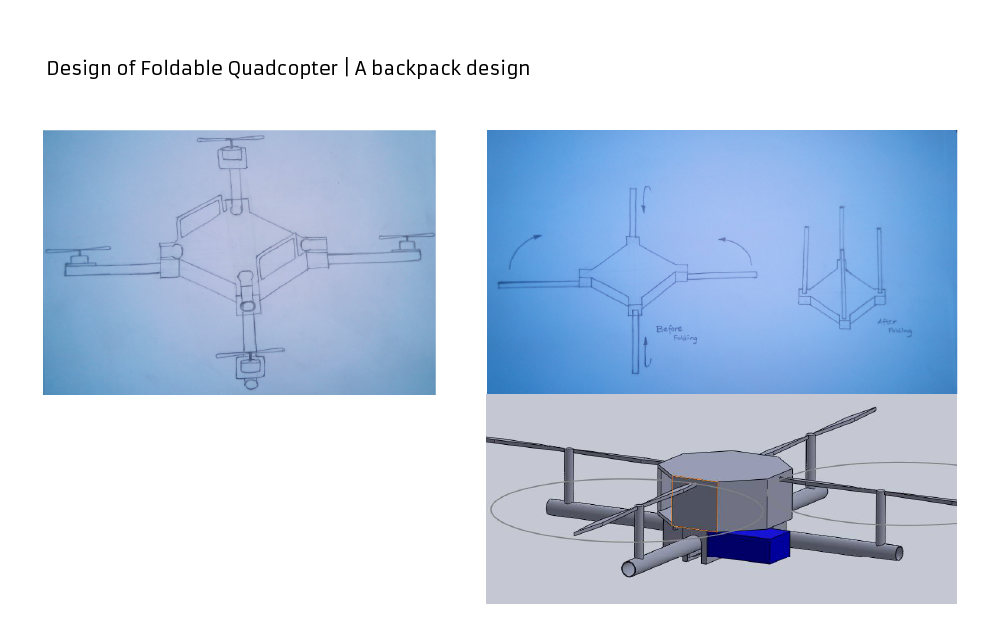 Design of Foldable Quadcopter | A backpack design
Before
Folding
After
Folding